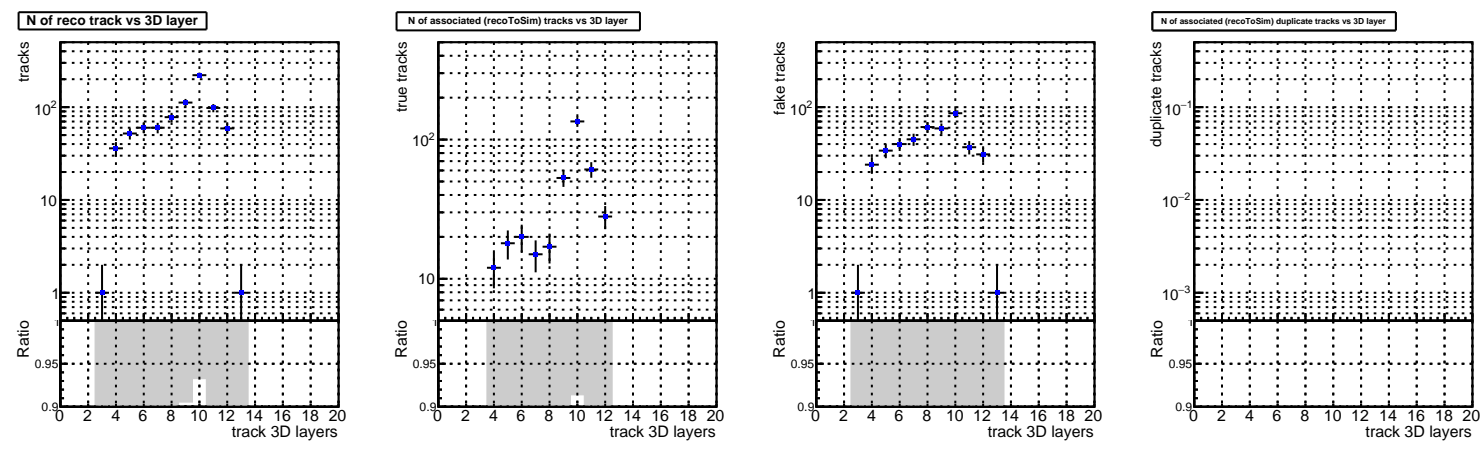 N of reco track vs 3D layer
tracks
10²
10
1
Ratio
1
0.95
0.9
0 2 4 6 8 10 12 14 16 18 20
track 3D layers
N of associated (recoToSim) tracks vs 3D layer
true tracks
10²
10
Ratio
1
0.95
0.9
0 2 4 6 8 10 12 14 16 18 20
track 3D layers
fake tracks
10²
10
1
Ratio
1
0.95
0.9
0 2 4 6 8 10 12 14 16 18 20
track 3D layers
N of associated (recoToSim) duplicate tracks vs 3D layer
duplicate tracks
10⁻¹
10⁻²
10⁻³
Ratio
1
0.95
0.9
0 2 4 6 8 10 12 14 16 18 20
track 3D layers